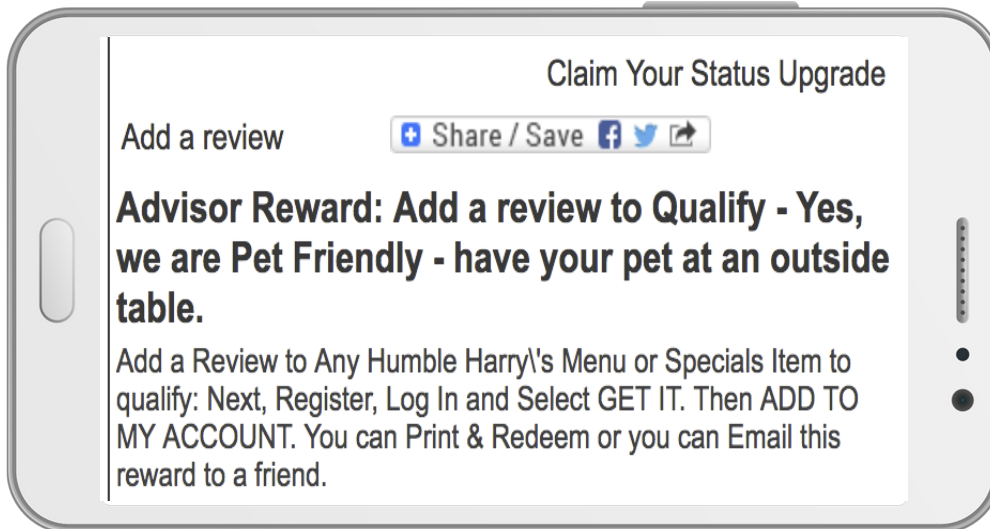 Claim Your Status Upgrade
Add a review
Share / Save
Advisor Reward: Add a review to Qualify - Yes,
we are Pet Friendly - have your pet at an outside
table.
Add a Review to Any Humble Harry\'s Menu or Specials Item to
qualify: Next, Register, Log In and Select GET IT. Then ADD TO
MY ACCOUNT. You can Print & Redeem or you can Email this
reward to a friend.